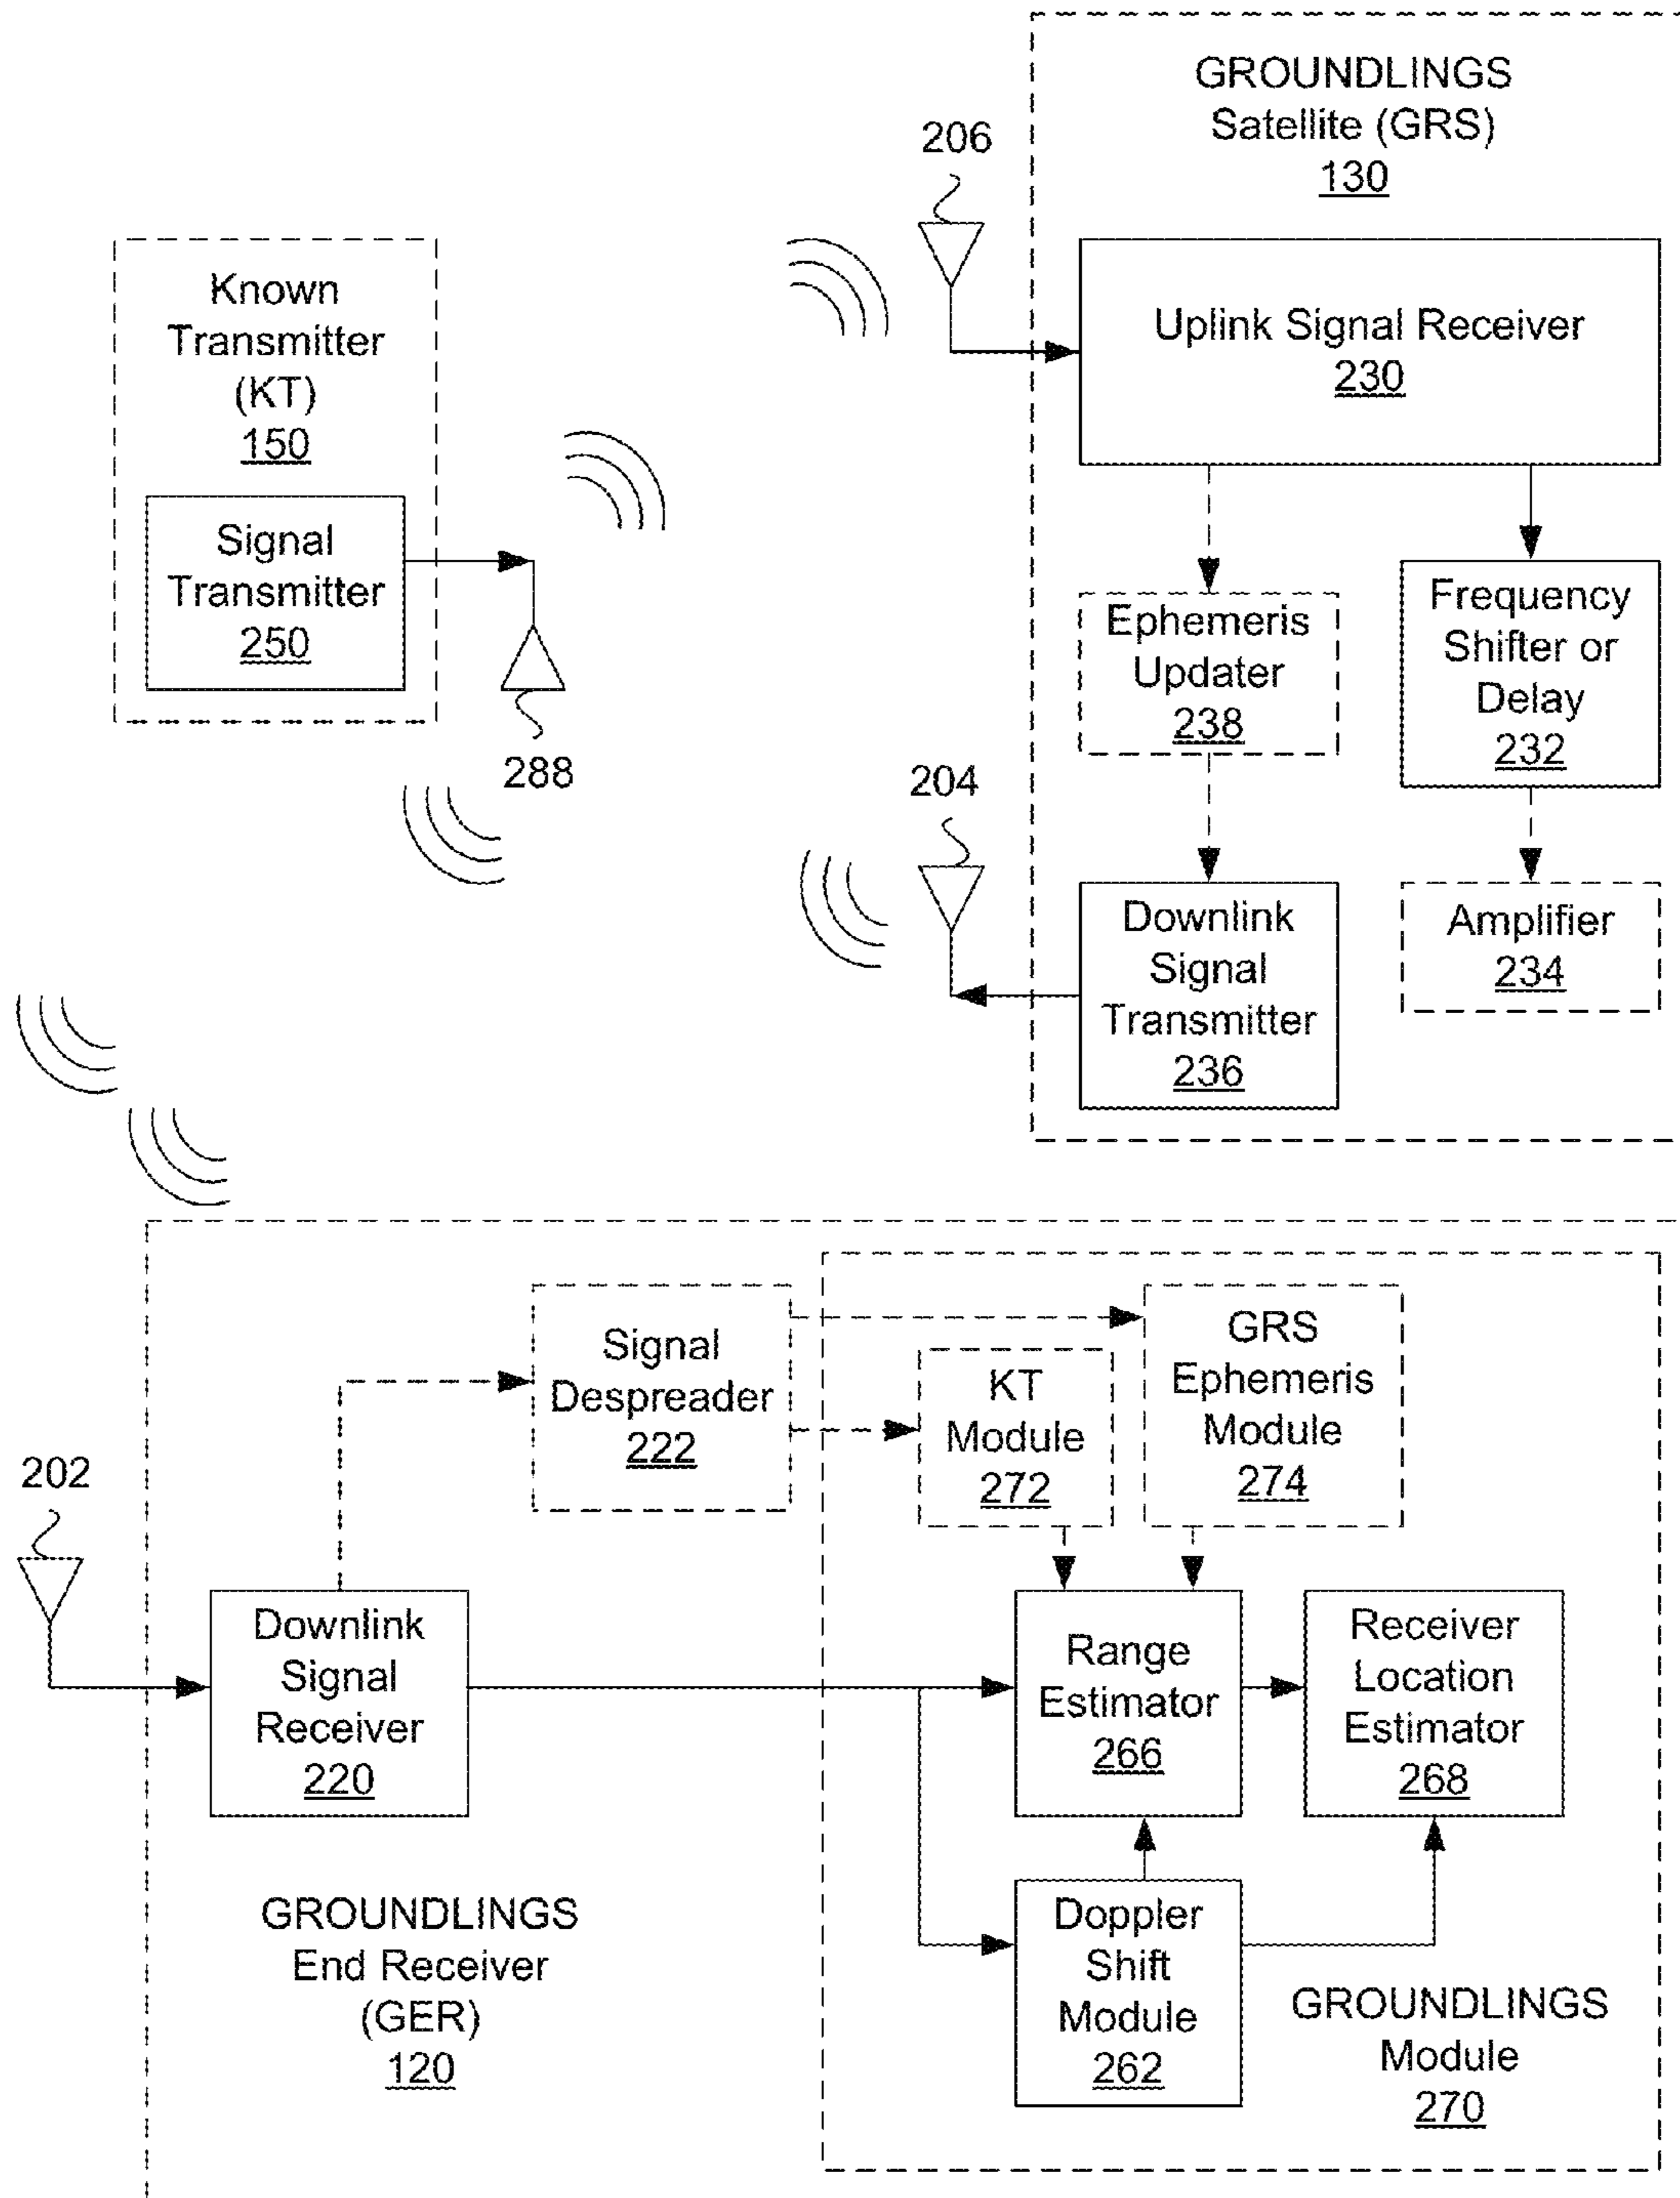 GROUNDLINGS
Satellite (GRS)
130
206
Known
Transmitter
(KT)
150
Uplink Signal Receiver
230
Signal
Transmitter
250
288
Ephemeris
Updater
238
Frequency
Shifter or
Delay
232
204
Downlink
Signal
Transmitter
236
Amplifier
234
Signal
Despreader
222
KT
Module
272
GRS
Ephemeris
Module
274
202
Downlink
Signal
Receiver
220
Range
Estimator
266
Receiver
Location
Estimator
268
GROUNDLINGS
End Receiver
(GER)
120
Doppler
Shift
Module
262
GROUNDLINGS
Module
270